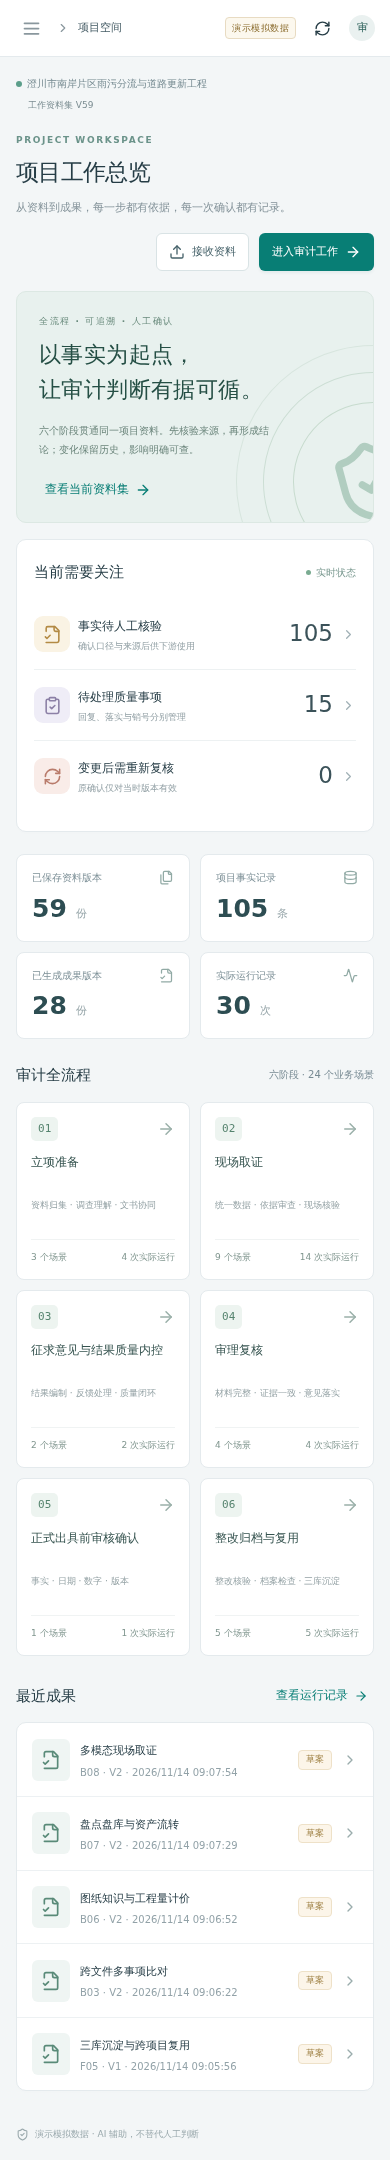 项目空间
演示模拟数据
审
澄川市南岸片区雨污分流与道路更新工程
工作资料集 V59
PROJECT WORKSPACE
项目工作总览
从资料到成果，每一步都有依据，每一次确认都有记录。
接收资料
进入审计工作
全流程 · 可追溯 · 人工确认
以事实为起点，
让审计判断有据可循。
六个阶段贯通同一项目资料。先核验来源，再形成结
论；变化保留历史，影响明确可查。
查看当前资料集
当前需要关注
实时状态
事实待人工核验
确认口径与来源后供下游使用
105
待处理质量事项
回复、落实与销号分别管理
15
变更后需重新复核
原确认仅对当时版本有效
0
已保存资料版本
59 份
项目事实记录
105 条
已生成成果版本
28 份
实际运行记录
30 次
审计全流程
六阶段 · 24 个业务场景
01
立项准备
资料归集 · 调查理解 · 文书协同
3 个场景
4 次实际运行
02
现场取证
统一数据 · 依据审查 · 现场核验
9 个场景
14 次实际运行
03
征求意见与结果质量内控
结果编制 · 反馈处理 · 质量闭环
2 个场景
2 次实际运行
04
审理复核
材料完整 · 证据一致 · 意见落实
4 个场景
4 次实际运行
05
正式出具前审核确认
事实 · 日期 · 数字 · 版本
1 个场景
1 次实际运行
06
整改归档与复用
整改核验 · 档案检查 · 三库沉淀
5 个场景
5 次实际运行
最近成果
查看运行记录
多模态现场取证
B08 · V2 · 2026/11/14 09:07:54
草案
盘点盘库与资产流转
B07 · V2 · 2026/11/14 09:07:29
草案
图纸知识与工程量计价
B06 · V2 · 2026/11/14 09:06:52
草案
跨文件多事项比对
B03 · V2 · 2026/11/14 09:06:22
草案
三库沉淀与跨项目复用
F05 · V1 · 2026/11/14 09:05:56
草案
演示模拟数据 · AI 辅助，不替代人工判断